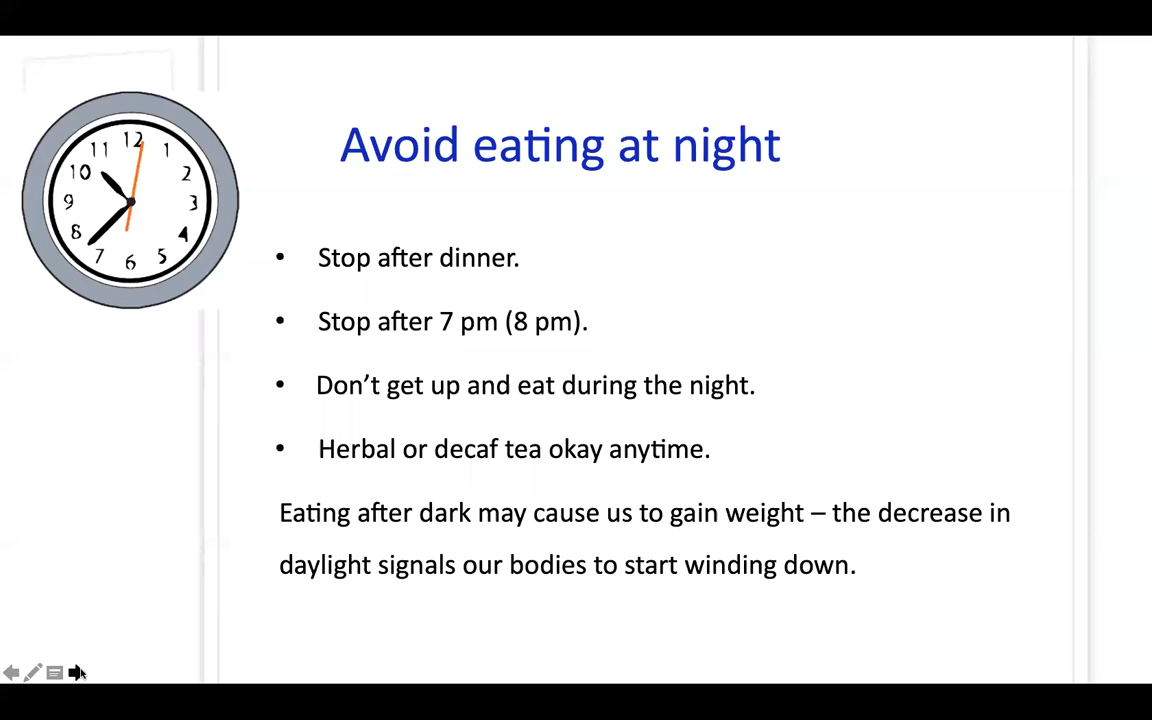 Avoid eating at night
12
11
1
10
2
9
3
8
4
7
5
6
• Stop after dinner.
• Stop after 7 pm (8 pm).
• Don’t get up and eat during the night.
• Herbal or decaf tea okay anytime.
Eating after dark may cause us to gain weight – the decrease in
daylight signals our bodies to start winding down.